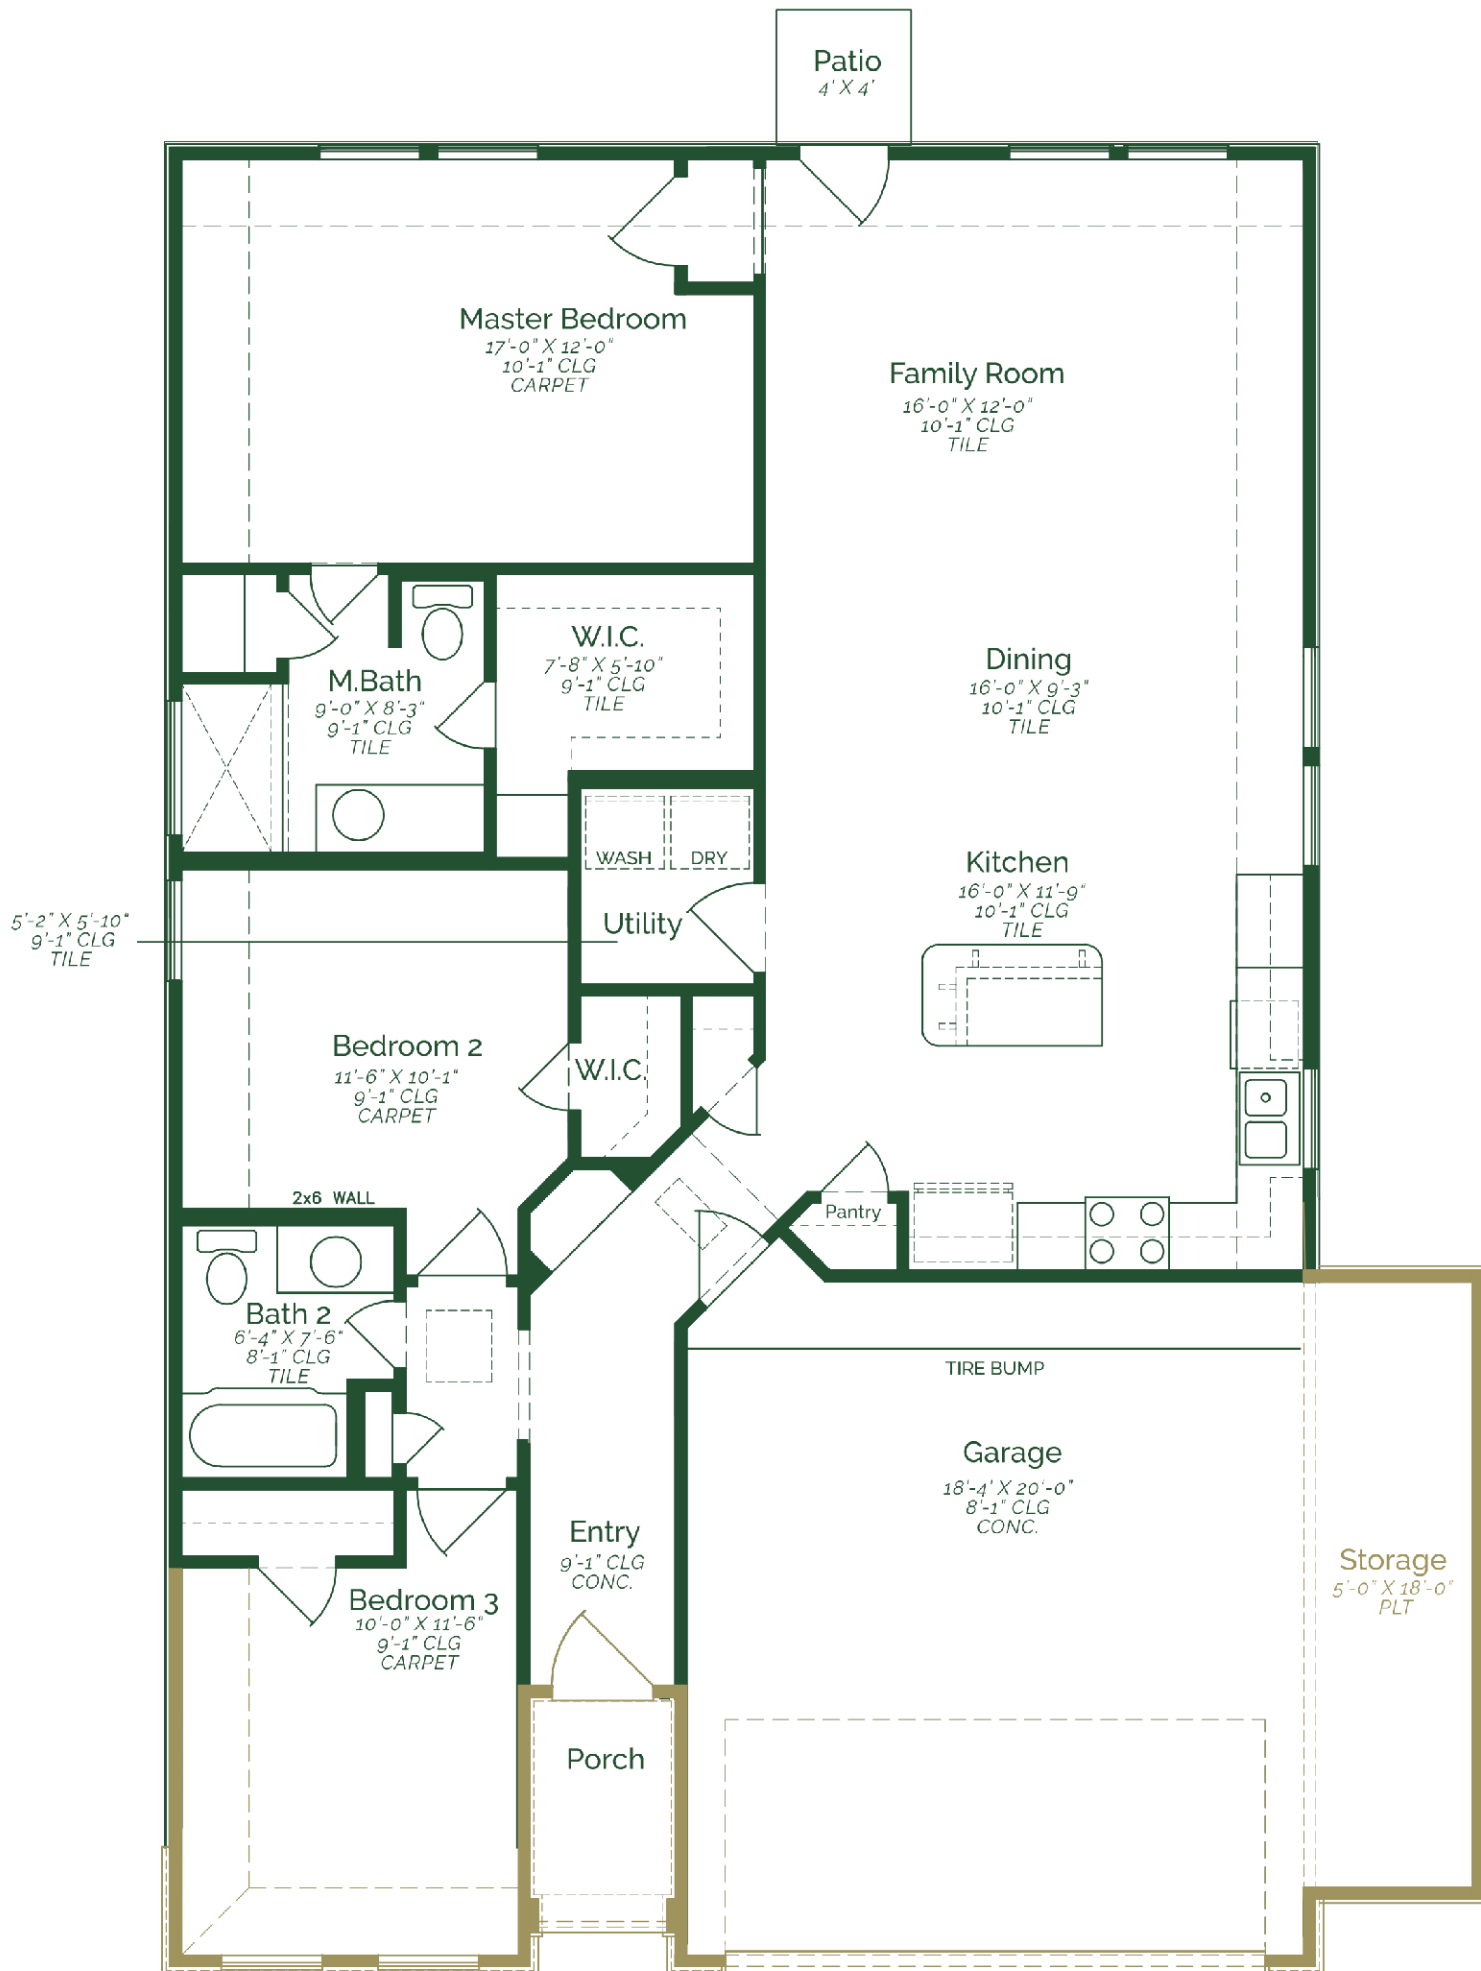 Patio
4' X 4'
Master Bedroom
17'-0" X 12'-0"
10'-1" CLG
CARPET
Family Room
16'-0" X 12'-0"
10'-1" CLG
TILE
W.I.C.
7'-8" X 5'-10"
9'-1" CLG
TILE
M.Bath
9'-0" X 8'-3"
9'-1" CLG
TILE
Dining
16'-0" X 9'-3"
10'-1" CLG
TILE
WASH DRY
Kitchen
16'-0" X 11'-9"
10'-1" CLG
TILE
Utility
5'-2" X 5'-10"
9'-1" CLG
TILE
Bedroom 2
11'-6" X 10'-1"
9'-1" CLG
CARPET
W.I.C.
2x6 WALL
Pantry
Bath 2
6'-4" X 7'-6"
8'-1" CLG
TILE
TIRE BUMP
Garage
18'-4' X 20'-0"
8'-1" CLG
CONC.
Entry
9'-1" CLG
CONC.
Storage
5'-0" X 18'-0"
PLT
Bedroom 3
10'-0" X 11'-6"
9'-1" CLG
CARPET
Porch